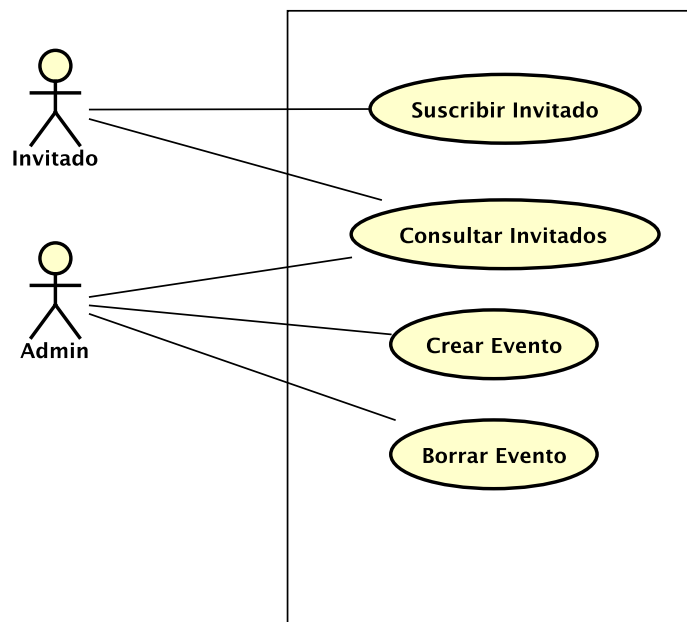 Suscribir Invitado
Invitado
Consultar Invitados
Admin
Crear Evento
Borrar Evento